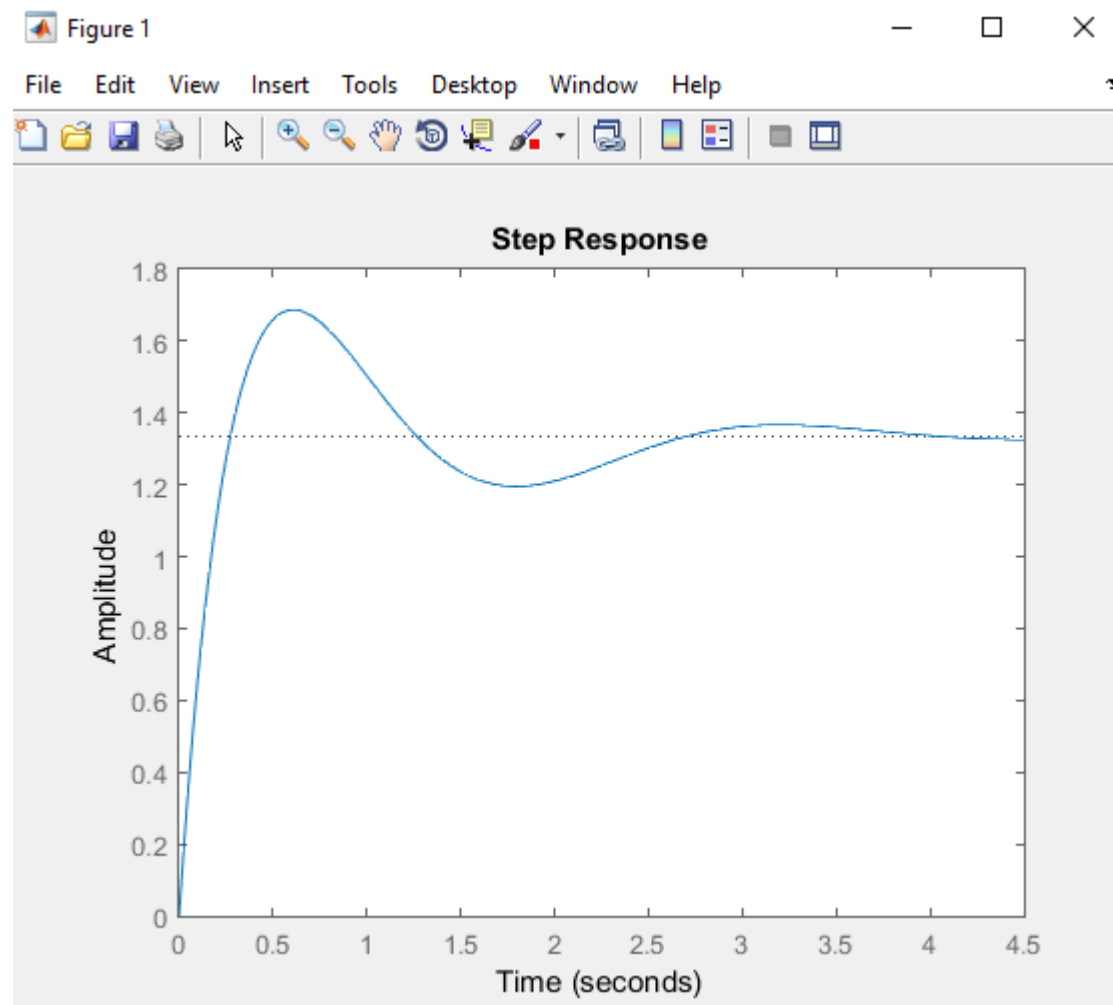 Figure 1
File Edit View Insert Tools Desktop Window Help
Step Response
1.8
1.6
1.4
1.2
1
0.8
0.6
0.4
0.2
0
Amplitude
0 0.5 1 1.5 2 2.5 3 3.5 4 4.5
Time (seconds)